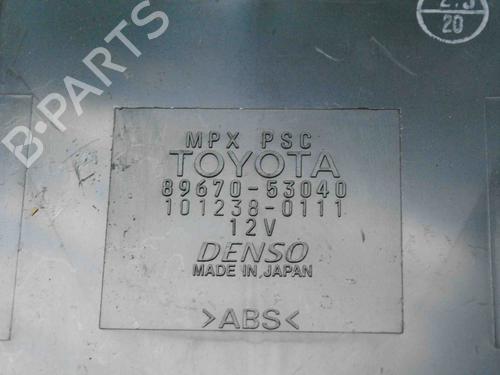 20
B-PARTS
MPX PSC
TOYOTA
89670-53040
101238-0111
12V
DENSO
MADE IN JAPAN
>ABS<